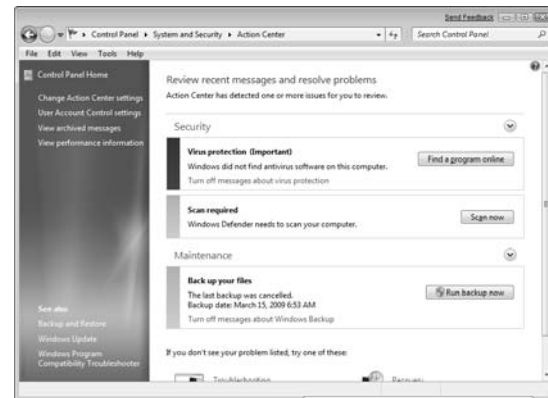 Send Feedback
Control Panel ▸ System and Security ▸ Action Center
Search Control Panel
File Edit View Tools Help
Control Panel Home
Change Action Center settings
User Account Control settings
View archived messages
View performance information
See also
Backup and Restore
Windows Update
Windows Program
Compatibility Troubleshooter
Review recent messages and resolve problems
Action Center has detected one or more issues for you to review.
Security
Virus protection (Important)
Windows did not find antivirus software on this computer.
Find a program online
Turn off messages about virus protection
Scan required
Windows Defender needs to scan your computer.
Scan now
Maintenance
Back up your files
The last backup was cancelled.
Backup date: March 15, 2009 6:53 AM
Run backup now
Turn off messages about Windows Backup
If you don't see your problem listed, try one of these:
Troubleshooting
Recovery